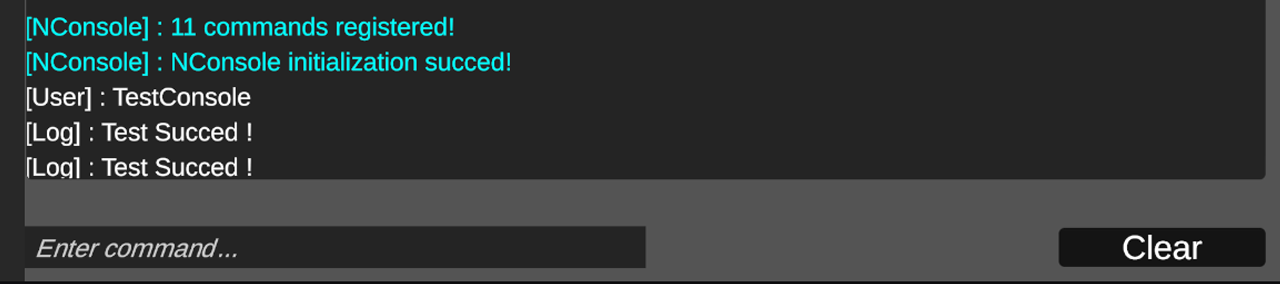 [NConsole] : 11 commands registered!
[NConsole] : NConsole initialization succed!
[User] : TestConsole
[Log] : Test Succed !
[Log] : Test Succed !
Enter command...
Clear